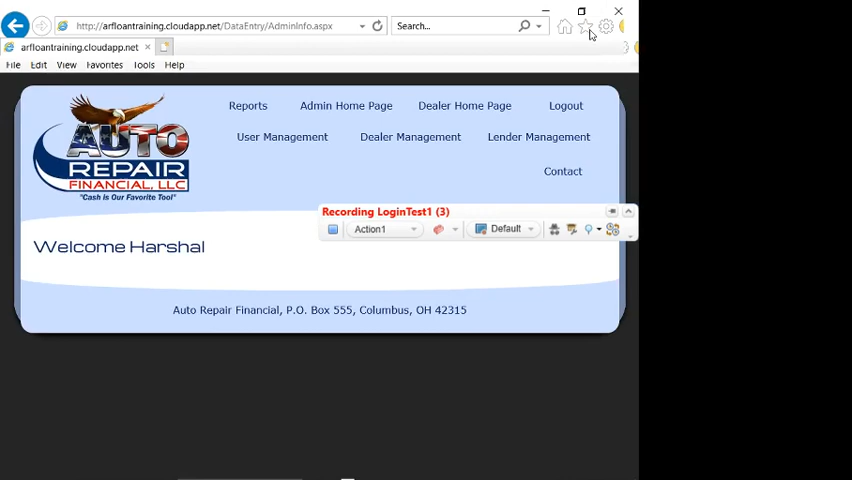 http://arfloantraining.cloudapp.net/DataEntry/AdminInfo.aspx
Search...
arfloantraining.cloudapp.net
File Edit View Favorites Tools Help
AUTO
REPAIR
FINANCIAL, LLC
"Cash is Our Favorite Tool"
Reports Admin Home Page Dealer Home Page Logout
User Management Dealer Management Lender Management
Contact
Recording LoginTest1 (3)
Action1 Default
Welcome Harshal
Auto Repair Financial, P.O. Box 555, Columbus, OH 42315